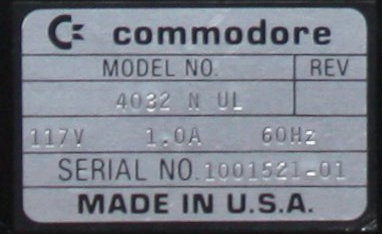 commodore
MODEL NO. REV
4032 N UL
117V 1.0A 60Hz
SERIAL NO. 1001521-01
MADE IN U.S.A.